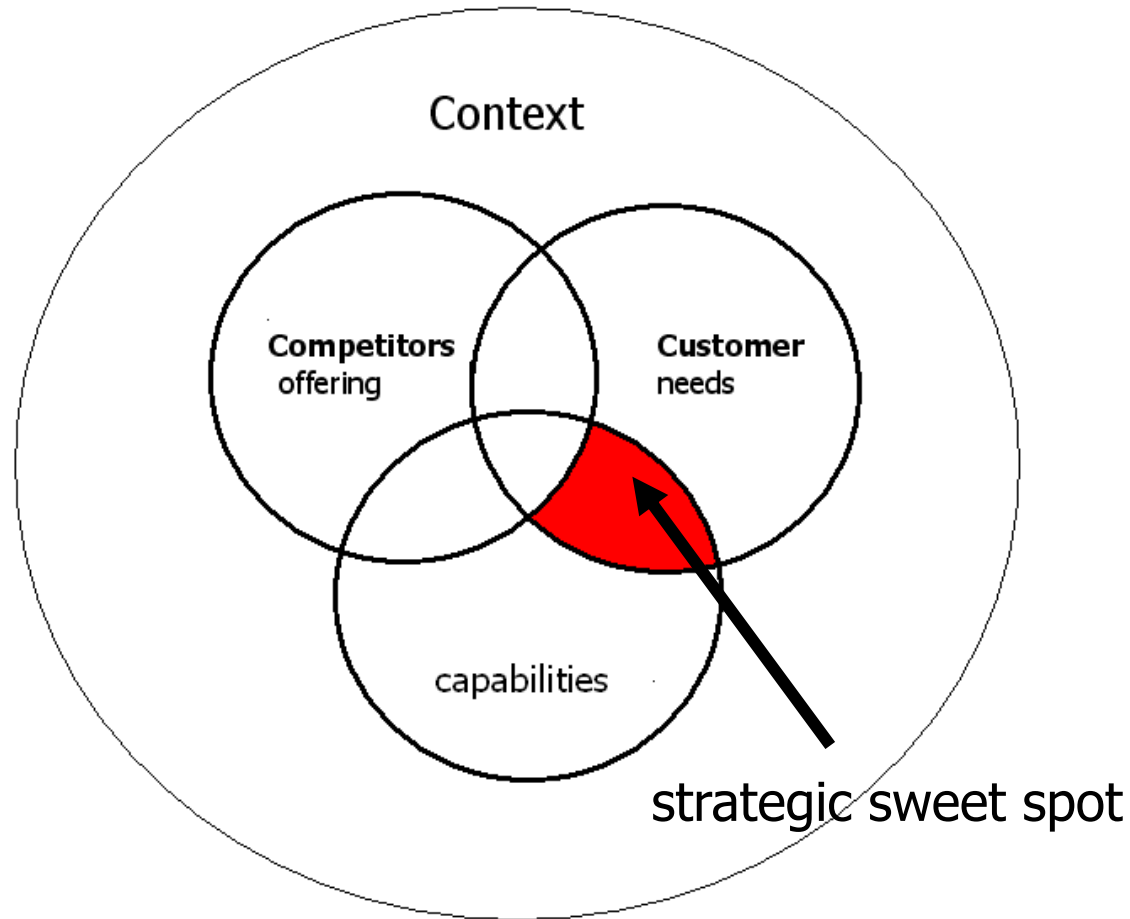 Context
Competitors
offering
Customer
needs
capabilities
strategic sweet spot